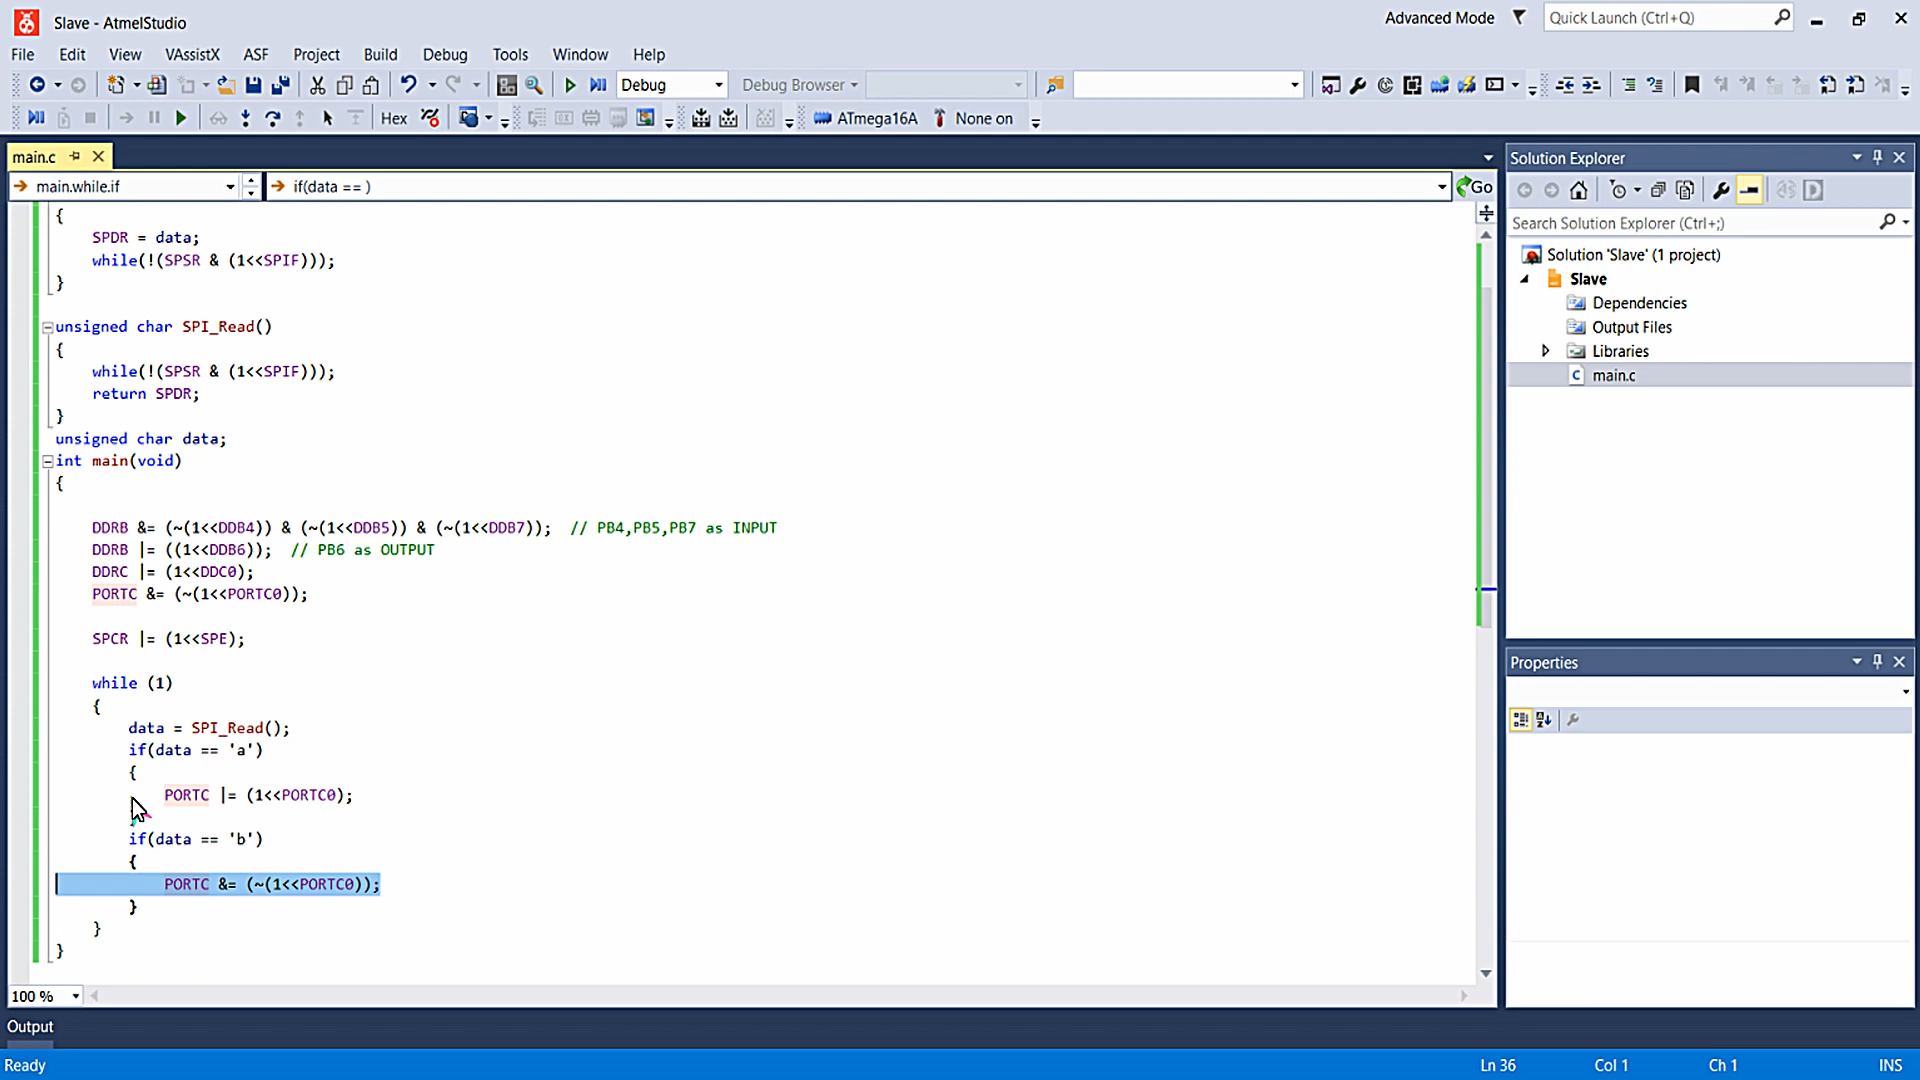 Slave - AtmelStudio
Advanced Mode
Quick Launch (Ctrl+Q)
File Edit View VAssistX ASF Project Build Debug Tools Window Help
Debug Debug Browser
Hex ATmega16A None on
main.c
main.while.if if(data == ) Go
{
SPDR = data;
while(!(SPSR & (1<<SPIF)));
}
unsigned char SPI_Read()
{
while(!(SPSR & (1<<SPIF)));
return SPDR;
}
unsigned char data;
int main(void)
{
DDRB &= (~(1<<DDB4)) & (~(1<<DDB5)) & (~(1<<DDB7)); // PB4,PB5,PB7 as INPUT
DDRB |= ((1<<DDB6)); // PB6 as OUTPUT
DDRC |= (1<<DDC0);
PORTC &= (~(1<<PORTC0));
SPCR |= (1<<SPE);
while (1)
{
data = SPI_Read();
if(data == 'a')
{
PORTC |= (1<<PORTC0);
if(data == 'b')
{
PORTC &= (~(1<<PORTC0));
}
}
}
100 %
Solution Explorer
Search Solution Explorer (Ctrl+;)
Solution 'Slave' (1 project)
Slave
Dependencies
Output Files
Libraries
main.c
Properties
Output
Ready Ln 36 Col 1 Ch 1 INS